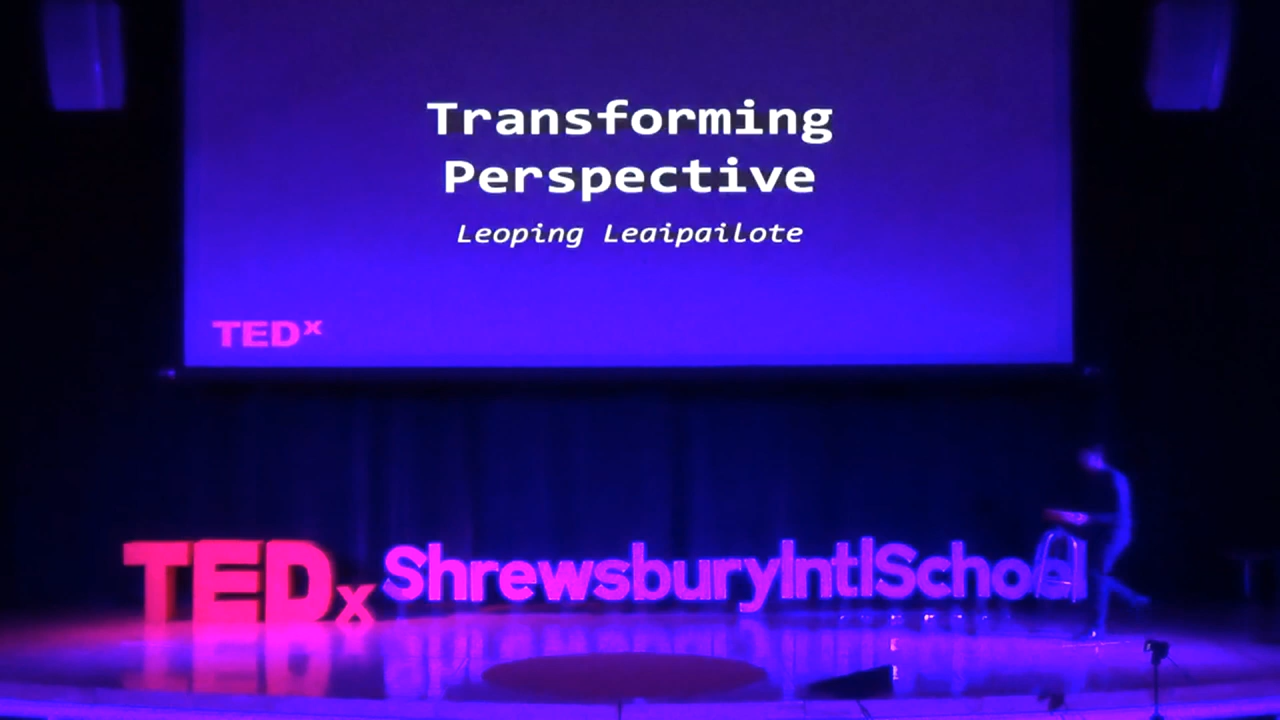 Transforming
Perspective
Leoping Leaipailote
TEDx
TEDxShrewsburyIntlSchool